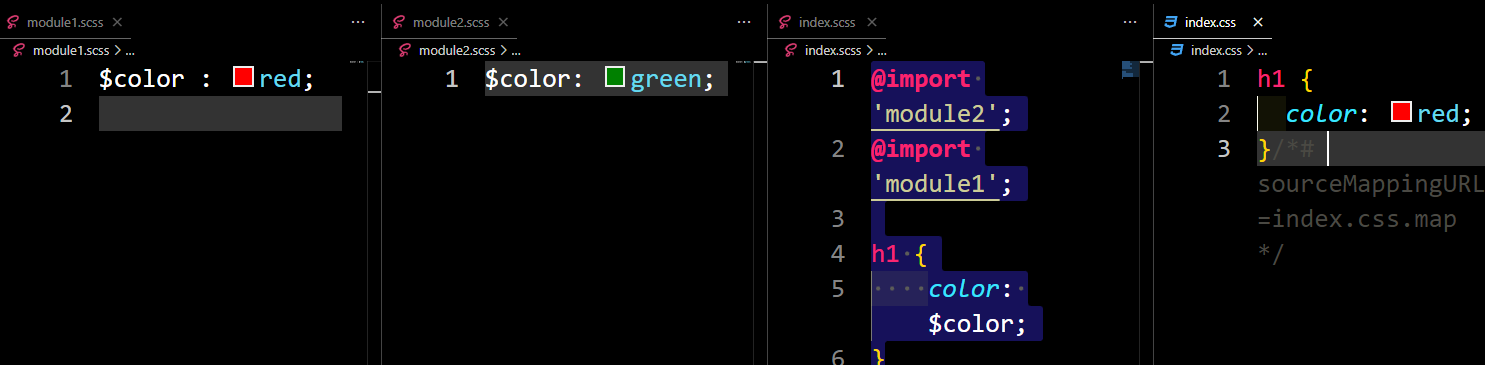 module1.scss × ...
module1.scss > ...
1 $color : red;
2
module2.scss × ...
module2.scss > ...
1 $color: green;
index.scss × ...
index.scss > ...
1 @import
'module2';
2 @import
'module1';
3
4 h1 {
5 color:
$color;
6 }
index.css ×
index.css > ...
1 h1 {
2 color: red;
3 }/*#
sourceMappingURL
=index.css.map
*/